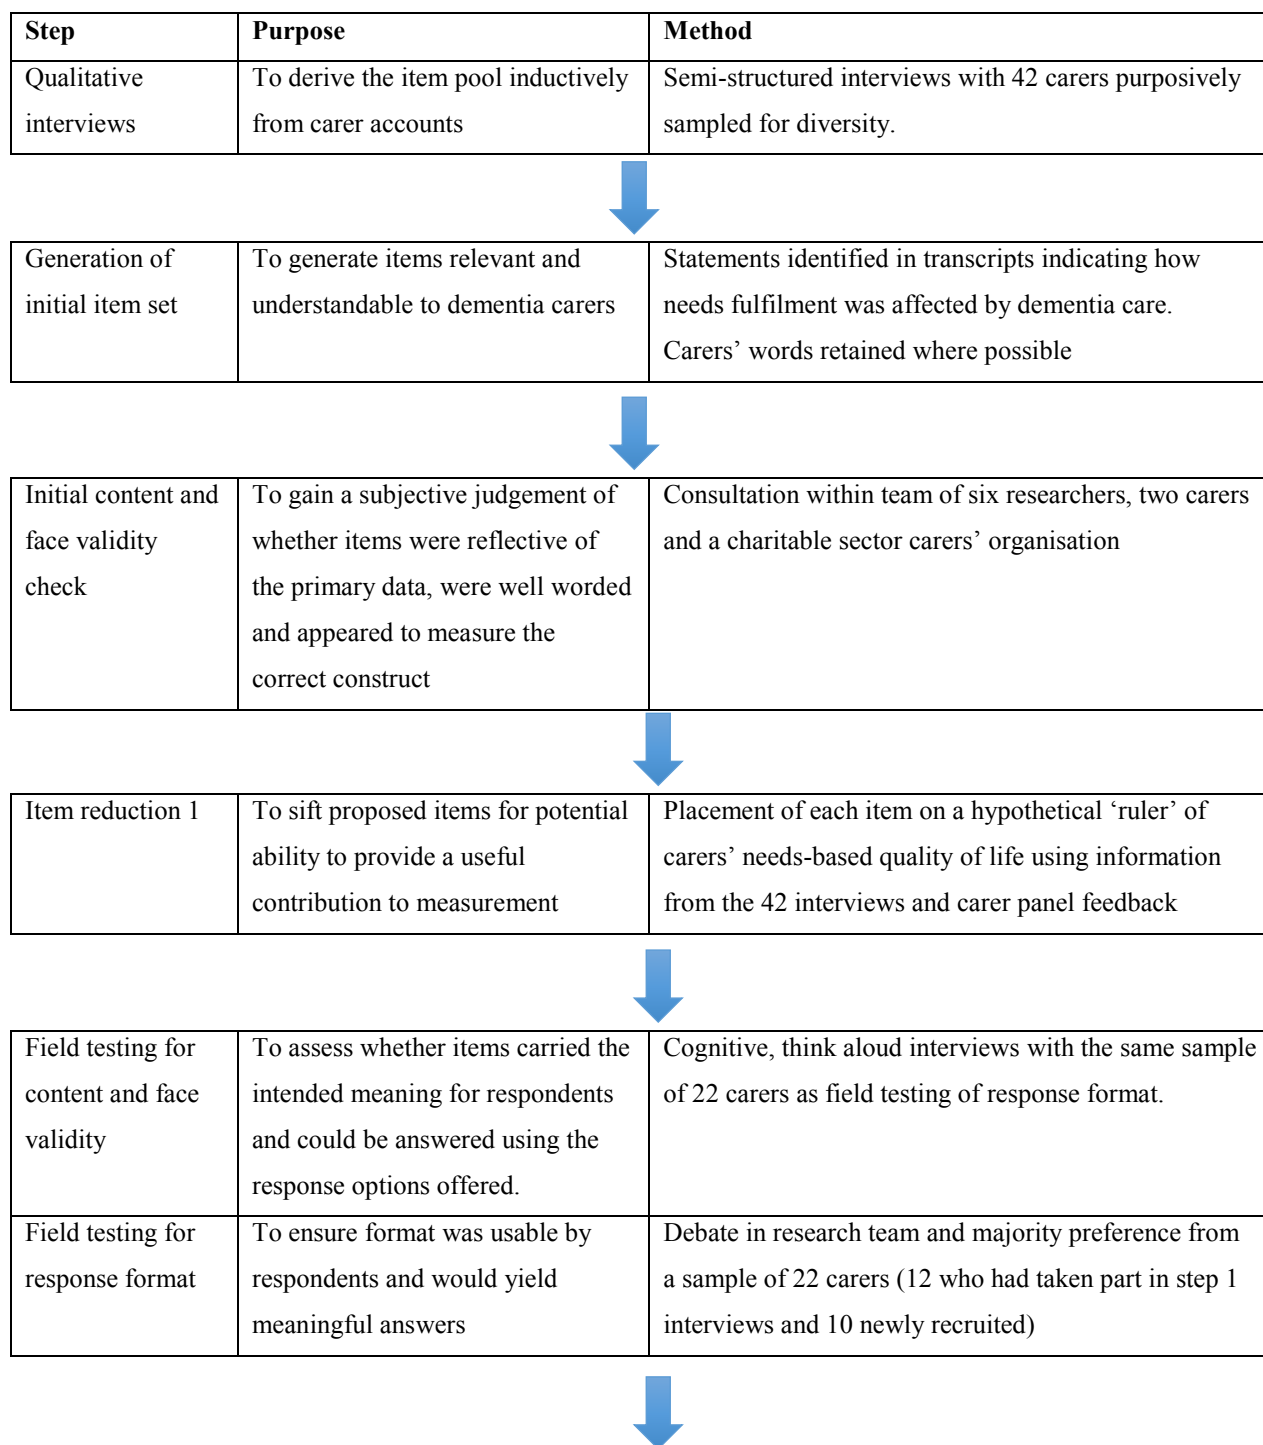 Step Purpose Method
Qualitative
interviews
To derive the item pool inductively
from carer accounts
Semi-structured interviews with 42 carers purposively
sampled for diversity.
Generation of
initial item set
To generate items relevant and
understandable to dementia carers
Statements identified in transcripts indicating how
needs fulfilment was affected by dementia care.
Carers’ words retained where possible
Initial content and
face validity
check
To gain a subjective judgement of
whether items were reflective of
the primary data, were well worded
and appeared to measure the
correct construct
Consultation within team of six researchers, two carers
and a charitable sector carers’ organisation
Item reduction 1
To sift proposed items for potential
ability to provide a useful
contribution to measurement
Placement of each item on a hypothetical ‘ruler’ of
carers’ needs-based quality of life using information
from the 42 interviews and carer panel feedback
Field testing for
content and face
validity
To assess whether items carried the
intended meaning for respondents
and could be answered using the
response options offered.
Cognitive, think aloud interviews with the same sample
of 22 carers as field testing of response format.
Field testing for
response format
To ensure format was usable by
respondents and would yield
meaningful answers
Debate in research team and majority preference from
a sample of 22 carers (12 who had taken part in step 1
interviews and 10 newly recruited)